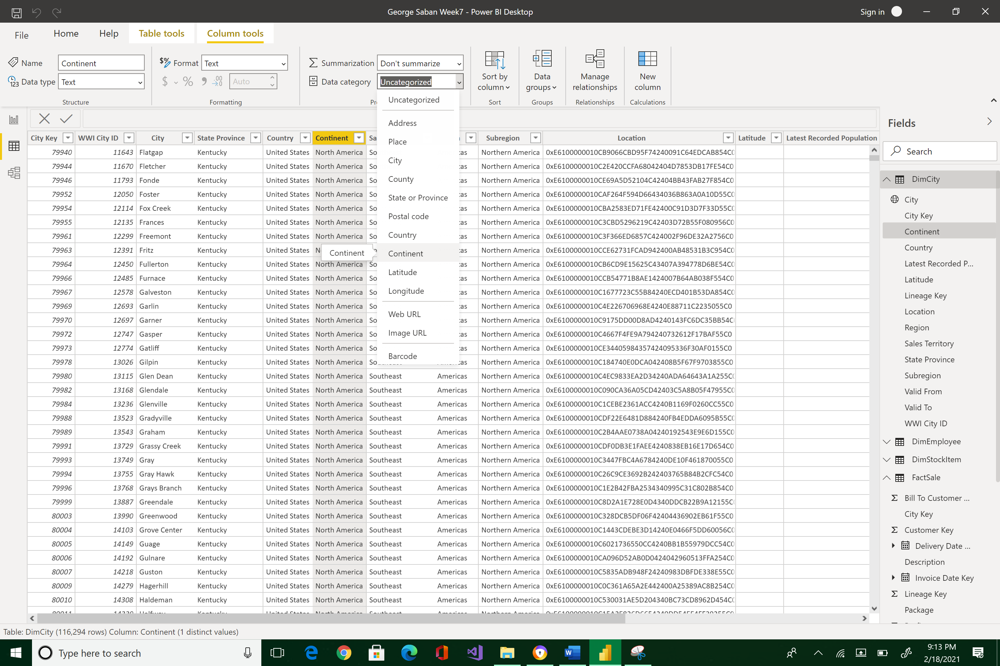 George Saban Week7 - Power BI Desktop
Sign in
File Home Help Table tools Column tools
Name Continent
Data type Text
Structure
$% Format Text
$ % 9 .00 Auto
Formatting
Summarization Don't summarize
Data category Uncategorized
Sort by column
Sort
Data groups
Groups
Manage relationships
Relationships
New column
Calculations
Uncategorized
Address
Place
City
County
State or Province
Postal code
Country
Continent
Latitude
Longitude
Web URL
Image URL
Barcode
Continent
City Key WWI City ID City State Province Country Continent Sa Subregion Location Latitude Latest Recorded Population
79940 11643 Flatgap Kentucky United States North America So cas Northern America 0xE6100000010CB9066CBD95F74240091C64EDCAB854C0
79944 11670 Fletcher Kentucky United States North America So cas Northern America 0xE6100000010C2E420CCFA68042404D7853DB17FE54C0
79946 11793 Fonde Kentucky United States North America So cas Northern America 0xE6100000010CE69A5D52104C42404BB43FAB27F854C0
79952 12050 Foster Kentucky United States North America So cas Northern America 0xE6100000010CAF264F594D66434036B863A0A10D55C0
79954 12114 Fox Creek Kentucky United States North America So cas Northern America 0xE6100000010CBA2583ED71FE42400C91D3D7F33D55C0
79955 12135 Frances Kentucky United States North America So cas Northern America 0xE6100000010C3CBD5296219C42403D72B55F080956C0
79961 12299 Freemont Kentucky United States North America So cas Northern America 0xE6100000010C3F366ED6857C424002F96DE32A2756C0
79963 12391 Fritz Kentucky United States cas Northern America 0xE6100000010CCE62731FCAD942400AB48531B3C954C0
79964 12450 Fullerton Kentucky United States North America So cas Northern America 0xE6100000010CB6CD9E15625C43407A394778D6BE54C0
79966 12485 Furnace Kentucky United States North America So cas Northern America 0xE6100000010CCB54771B8AE1424007B64AB038F554C0
79967 12578 Galveston Kentucky United States North America So cas Northern America 0xE6100000010C1677723C55B84240ECD401B53DA854C0
79969 12693 Garlin Kentucky United States North America So cas Northern America 0xE6100000010C4E226706968E4240E88711C2235055C0
79970 12697 Garner Kentucky United States North America So cas Northern America 0xE6100000010C9175DD00D8AD4240143FC6DC35BB54C
79972 12747 Gasper Kentucky United States North America So cas Northern America 0xE6100000010C4667F4FE9A794240732612F17BAF55C0
79973 12774 Gatliff Kentucky United States North America So cas Northern America 0xE6100000010CE3440598435742409533​6F30AF0155C0
79978 13026 Gilpin Kentucky United States North America Southeast Americas Northern America 0xE6100000010C184740E0DCA042408B5F67F9703855C0
79980 13115 Glen Dean Kentucky United States North America Southeast Americas Northern America 0xE6100000010C4EC9833EA2D34240ADA64643A1A255C
79982 13168 Glendale Kentucky United States North America Southeast Americas Northern America 0xE6100000010C090CA36A05CD42403C5A8B05F47955C0
79984 13236 Glenville Kentucky United States North America Southeast Americas Northern America 0xE6100000010C1CEBE2361ACC4240B1169F0260CC55C0
79988 13523 Gradyville Kentucky United States North America Southeast Americas Northern America 0xE6100000010CDF22E6481D884240FB4EDDA6095B55C0
79989 13543 Graham Kentucky United States North America Southeast Americas Northern America 0xE6100000010C2B4AAE0738A04240192543E9E6D155C0
79991 13729 Grassy Creek Kentucky United States North America Southeast Americas Northern America 0xE6100000010CDF0DB3E1FAEE4240838EB16E17D654C0
79993 13749 Gray Kentucky United States North America Southeast Americas Northern America 0xE6100000010C3447FBC4A6784240DE10F461870055C0
79994 13755 Gray Hawk Kentucky United States North America Southeast Americas Northern America 0xE6100000010C26C9CE3692B242403765B84B2CFC54C0
79996 13768 Grays Branch Kentucky United States North America Southeast Americas Northern America 0xE6100000010C1E2B42FBA2534340995C31C802B854C0
79999 13887 Greendale Kentucky United States North America Southeast Americas Northern America 0xE6100000010C8D2A1E728E0D4340DDCB22B9A12155C
80003 13990 Greenwood Kentucky United States North America Southeast Americas Northern America 0xE6100000010C328DCB5DF06F42404436902EB61F55C0
80004 14103 Grove Center Kentucky United States North America Southeast Americas Northern America 0xE6100000010C1443CDEBE3D14240E0466F5DD60056C0
80005 14149 Guage Kentucky United States North America Southeast Americas Northern America 0xE6100000010C6021736550CC4240BB1B55979DCC54C0
80006 14192 Gulnare Kentucky United States North America Southeast Americas Northern America 0xE6100000010CA096D52AB0D0424042960513FFA254C0
80007 14218 Guston Kentucky United States North America Southeast Americas Northern America 0xE6100000010C5835ADB948F24240983DBFDE338E55C0
80009 14279 Hagerhill Kentucky United States North America Southeast Americas Northern America 0xE6100000010C0C361A65A2E442400A25389AC8B254C0
80010 14308 Haldeman Kentucky United States North America Southeast Americas Northern America 0xE6100000010C530031AE5D204340BC73CD8962D454C
Fields
Search
DimCity
City
City Key
Continent
Country
Latest Recorded P...
Latitude
Lineage Key
Location
Region
Sales Territory
State Province
Subregion
Valid From
Valid To
WWI City ID
DimEmployee
DimStockItem
FactSale
Bill To Customer ...
City Key
Customer Key
Delivery Date ...
Description
Invoice Date Key
Lineage Key
Package
Table: DimCity (116,294 rows) Column: Continent (1 distinct values)
Type here to search
9:13 PM
2/18/2021